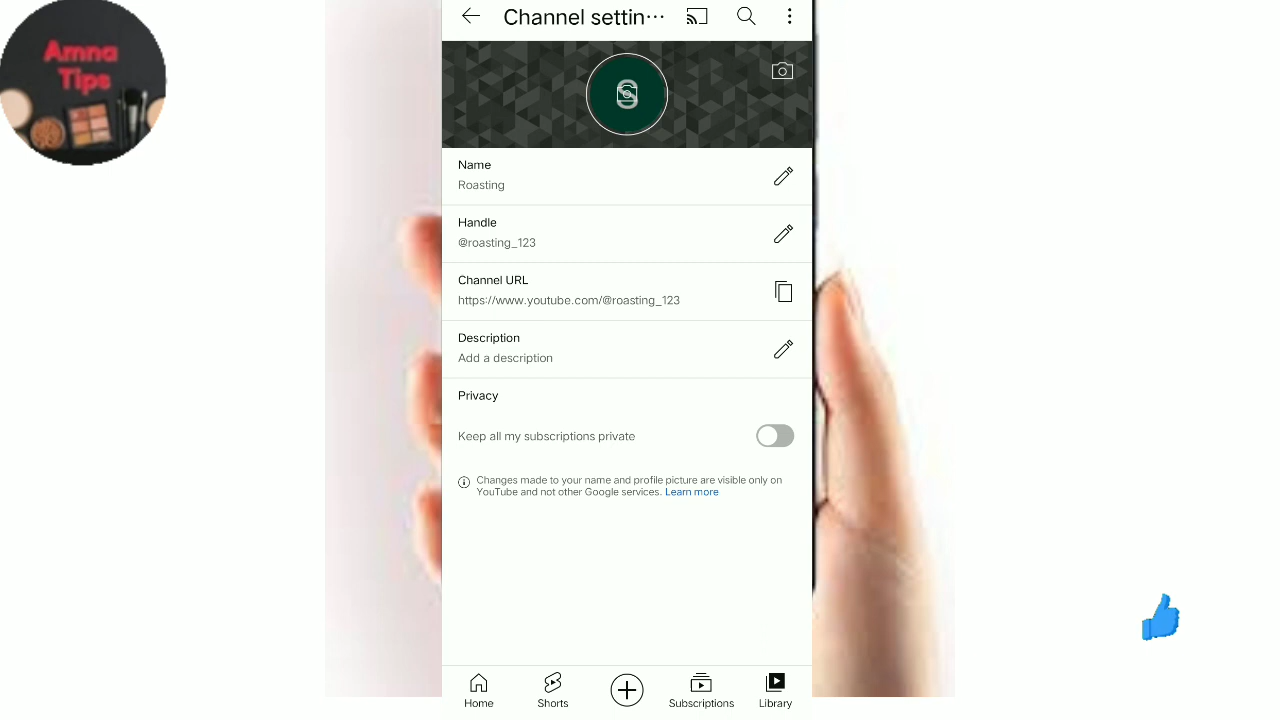 Amna
Tips
Channel settin...
S
Name
Roasting
Handle
@roasting_123
Channel URL
https://www.youtube.com/@roasting_123
Description
Add a description
Privacy
Keep all my subscriptions private
Changes made to your name and profile picture are visible only on
YouTube and not other Google services. Learn more
Home
Shorts
Subscriptions
Library